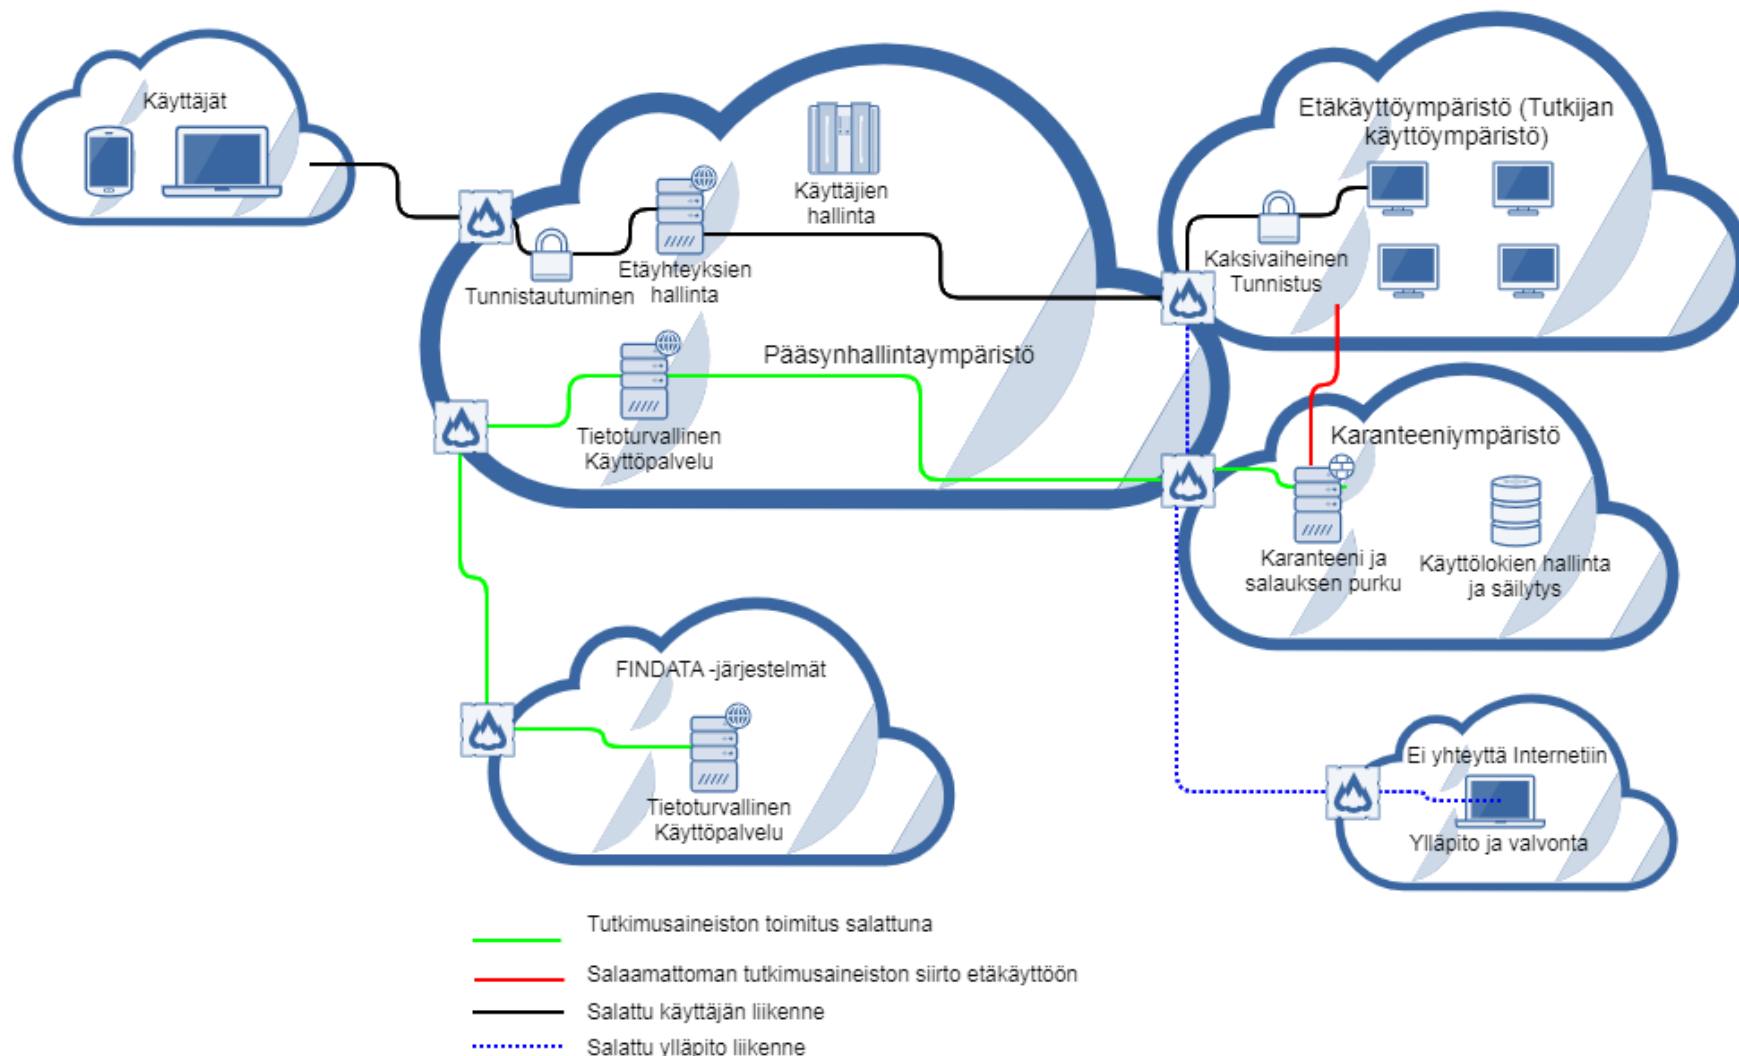 Käyttäjät
Tunnistautuminen
Etäyhteyksien
hallinta
Käyttäjien
hallinta
Pääsynhallintaympäristö
Tietoturvallinen
Käyttöpalvelu
Etäkäyttöympäristö (Tutkijan
käyttöympäristö)
Kaksivaiheinen
Tunnistus
Karanteeniympäristö
Karanteeni ja
salauksen purku
Käyttölokien hallinta
ja säilytys
FINDATA -järjestelmät
Tietoturvallinen
Käyttöpalvelu
Ei yhteyttä Internetiin
Ylläpito ja valvonta
Tutkimusaineiston toimitus salattuna
Salaamattoman tutkimusaineiston siirto etäkäyttöön
Salattu käyttäjän liikenne
Salattu ylläpito liikenne